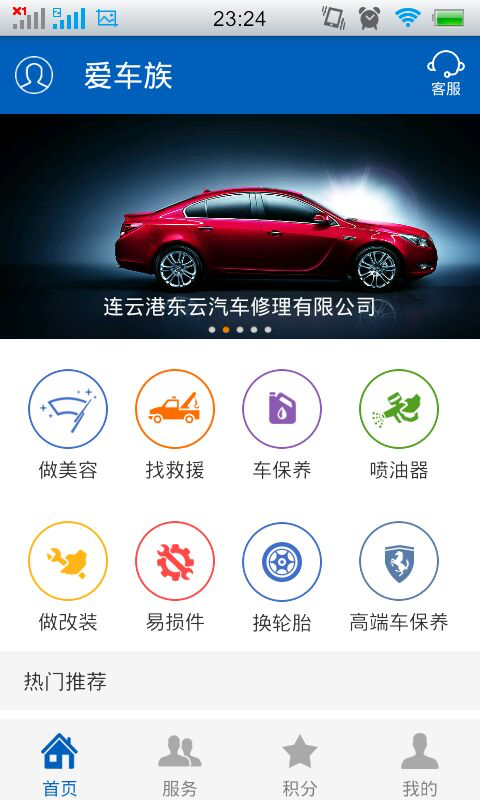 X1
23:24
爱车族
客服
连云港东云汽车修理有限公司
做美容
找救援
车保养
喷油器
做改装
易损件
换轮胎
高端车保养
热门推荐
首页
服务
积分
我的